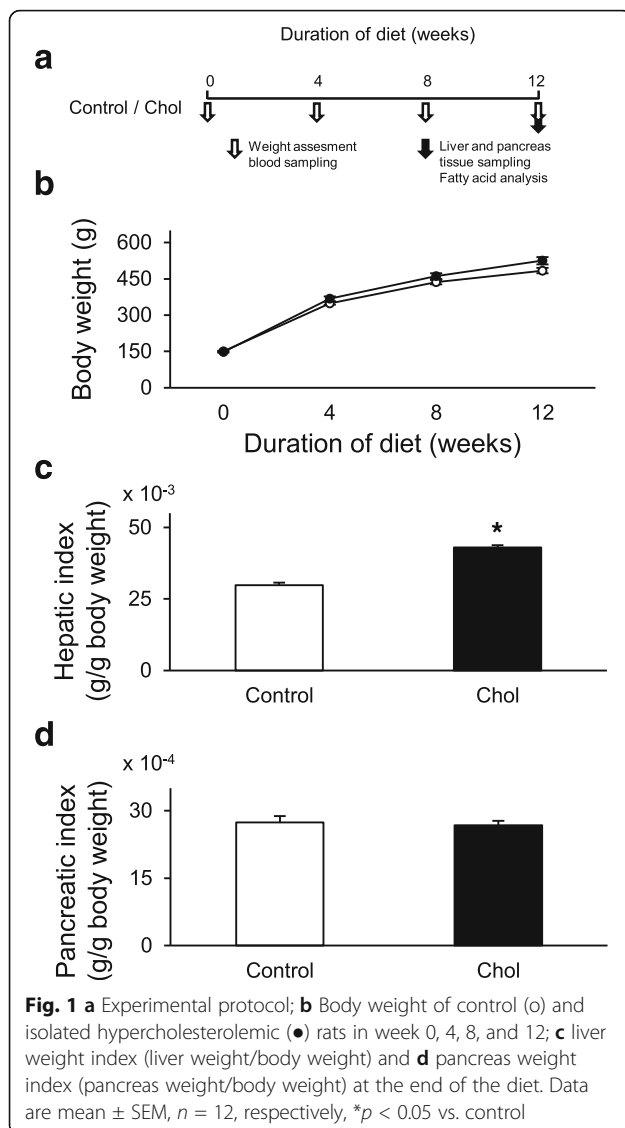 Duration of diet (weeks)
a
0 4 8 12
Control / Chol
Weight assesment
blood sampling
Liver and pancreas
tissue sampling
Fatty acid analysis
b
Body weight (g)
600
450
300
150
0
0 4 8 12
Duration of diet (weeks)
c
x 10-3
Hepatic index
(g/g body weight)
50
*
25
0
Control Chol
d
x 10-4
Pancreatic index
(g/g body weight)
30
15
0
Control Chol
Fig. 1 a Experimental protocol; b Body weight of control (o) and
isolated hypercholesterolemic (●) rats in week 0, 4, 8, and 12; c liver
weight index (liver weight/body weight) and d pancreas weight
index (pancreas weight/body weight) at the end of the diet. Data
are mean ± SEM, n = 12, respectively, *p < 0.05 vs. control